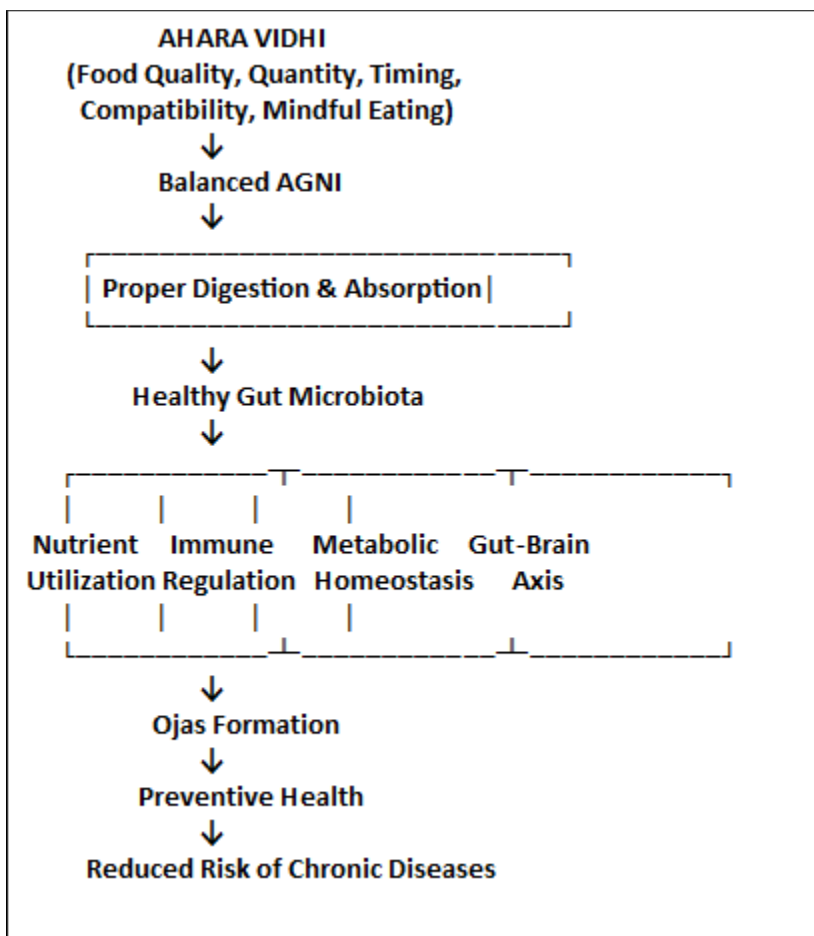 AHARA VIDHI
(Food Quality, Quantity, Timing,
Compatibility, Mindful Eating)
↓
Balanced AGNI
↓
Proper Digestion & Absorption
↓
Healthy Gut Microbiota
↓
Nutrient Immune Metabolic Gut-Brain
Utilization Regulation Homeostasis Axis
↓
Ojas Formation
↓
Preventive Health
↓
Reduced Risk of Chronic Diseases